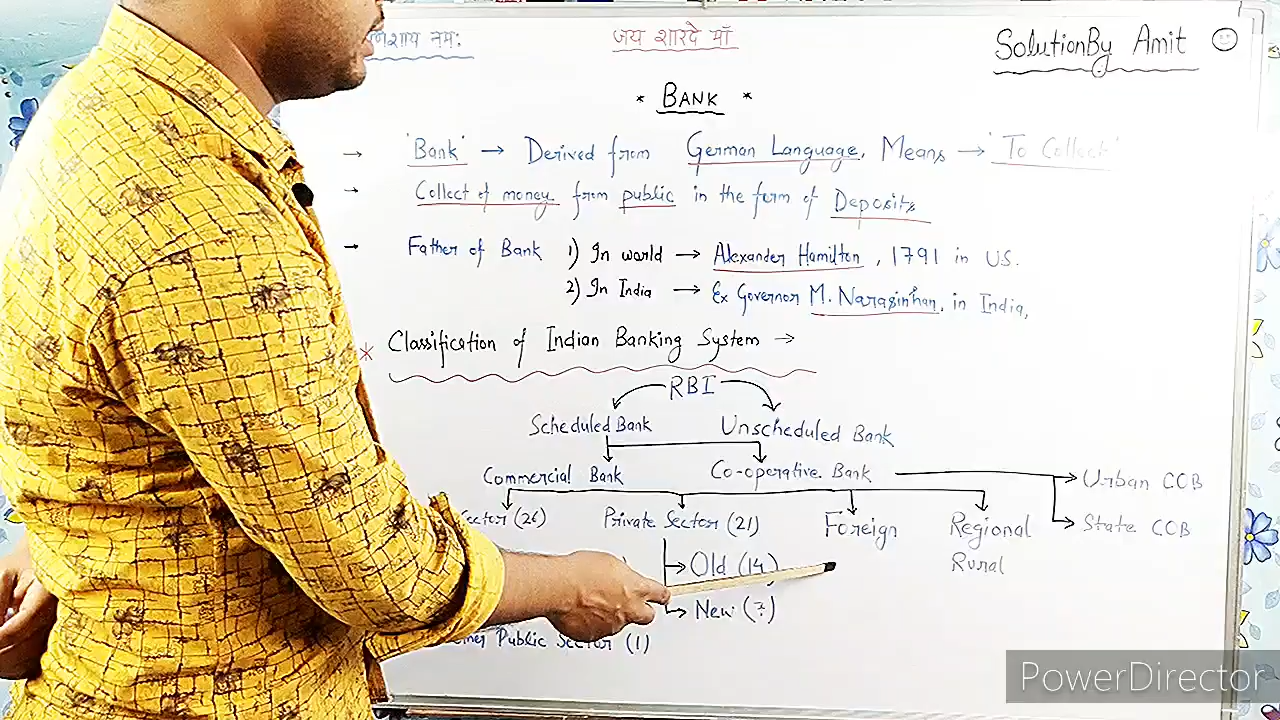 नमः
जय शारदे माँ
SolutionBy Amit
* BANK *
→ 'Bank' → Derived from German Language, Means → 'To Collect'
→ Collect of money from public in the form of Deposits
→ Father of Bank 1) In world → Alexander Hamilton, 1791 in U.S.
2) In India → Ex Governor M. Narasinhan, in India,
* Classification of Indian Banking System →
RBI
Scheduled Bank Unscheduled Bank
Commercial Bank Co-operative Bank
Urban CCB
Sector (26) Private Sector (21) Foreign Regional Rural
State CCB
Old (14)
New (7)
Public Sector (1)
PowerDirector